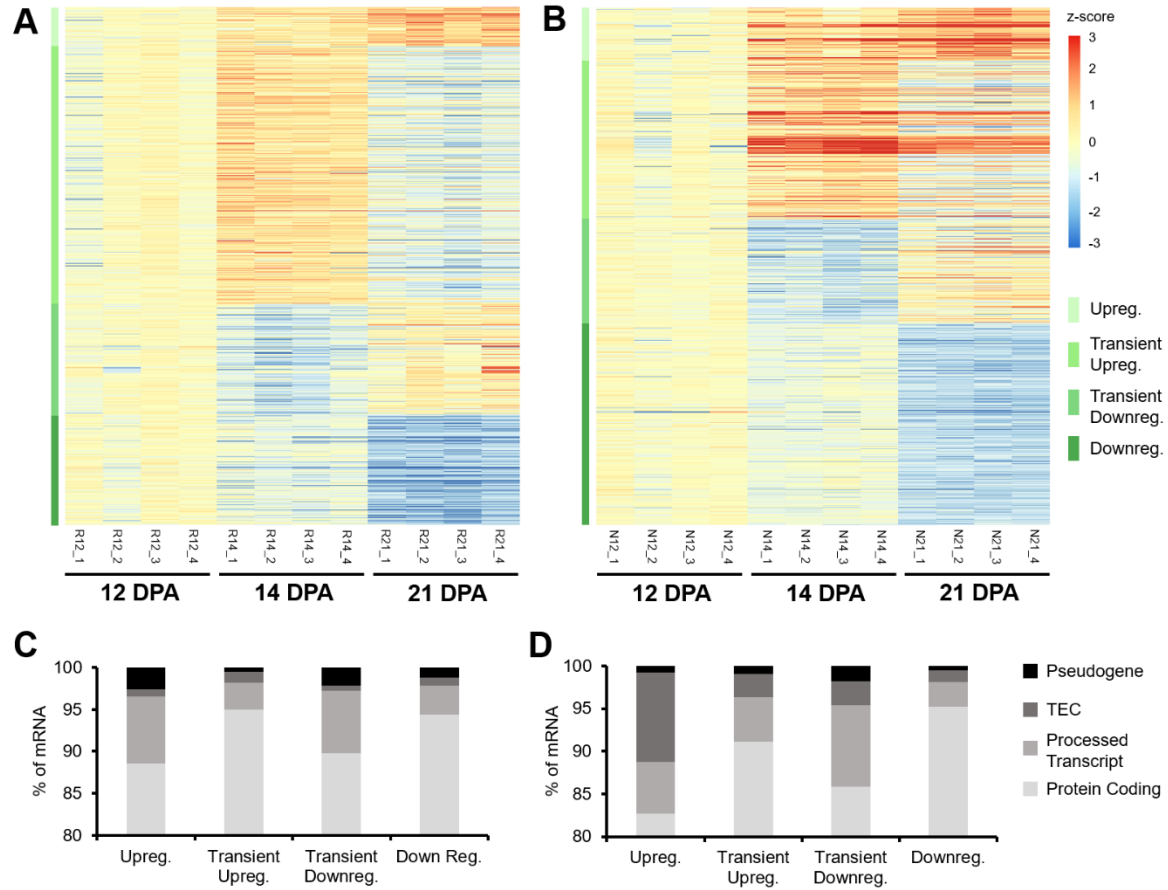 A
B
z-score
3
2
1
0
-1
-2
-3
Upreg.
Transient
Upreg.
Transient
Downreg.
Downreg.
R12_1
R12_2
R12_3
R12_4
R14_1
R14_2
R14_3
R14_4
R21_1
R21_2
R21_3
R21_4
12 DPA
14 DPA
21 DPA
N12_1
N12_2
N12_3
N12_4
N14_1
N14_2
N14_3
N14_4
N21_1
N21_2
N21_3
N21_4
12 DPA
14 DPA
21 DPA
C
% of mRNA
100
95
90
85
80
Upreg.
Transient
Upreg.
Transient
Downreg.
Down Reg.
D
% of mRNA
100
95
90
85
80
Upreg.
Transient
Upreg.
Transient
Downreg.
Downreg.
Pseudogene
TEC
Processed
Transcript
Protein Coding